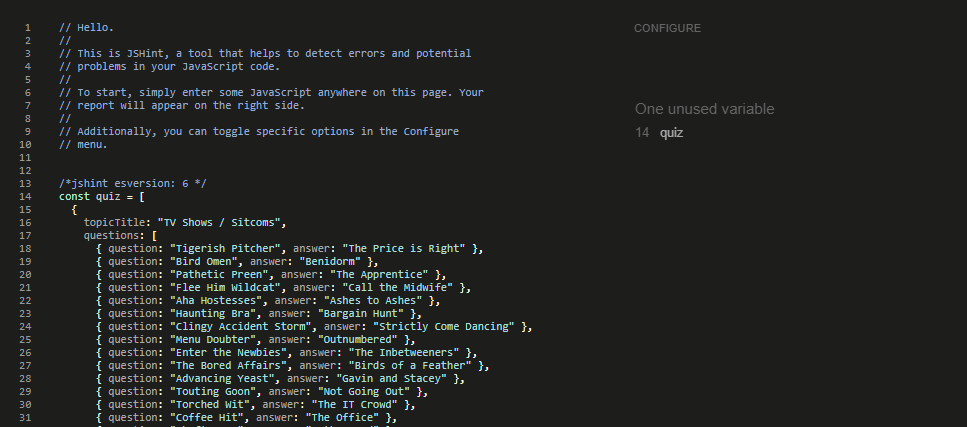 CONFIGURE
1 // Hello.
2 //
3 // This is JSHint, a tool that helps to detect errors and potential
4 // problems in your JavaScript code.
5 //
6 // To start, simply enter some JavaScript anywhere on this page. Your
7 // report will appear on the right side.
8 //
9 // Additionally, you can toggle specific options in the Configure
10 // menu.
11
12
13 /*jshint esversion: 6 */
14 const quiz = [
15 {
16 topicTitle: "TV Shows / Sitcoms",
17 questions: [
18 { question: "Tigerish Pitcher", answer: "The Price is Right" },
19 { question: "Bird Omen", answer: "Benidorm" },
20 { question: "Pathetic Preen", answer: "The Apprentice" },
21 { question: "Flee Him Wildcat", answer: "Call the Midwife" },
22 { question: "Aha Hostesses", answer: "Ashes to Ashes" },
23 { question: "Haunting Bra", answer: "Bargain Hunt" },
24 { question: "Clingy Accident Storm", answer: "Strictly Come Dancing" },
25 { question: "Menu Doubter", answer: "Outnumbered" },
26 { question: "Enter the Newbies", answer: "The Inbetweeners" },
27 { question: "The Bored Affairs", answer: "Birds of a Feather" },
28 { question: "Advancing Yeast", answer: "Gavin and Stacey" },
29 { question: "Touting Goon", answer: "Not Going Out" },
30 { question: "Torched Wit", answer: "The IT Crowd" },
31 { question: "Coffee Hit", answer: "The Office" },
One unused variable
14 quiz